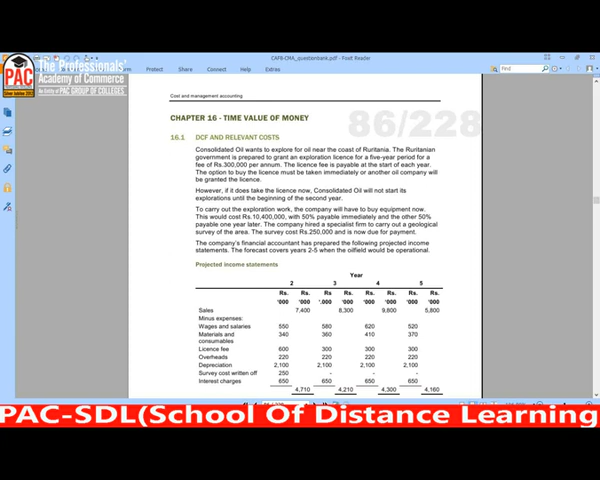 CAF8-CMA_questionbank.pdf - Foxit Reader
The Professionals'
Academy of Commerce
An Entity of PAC GROUP OF COLLEGES
PAC
Protect Share Connect Help Extras
Find
Cost and management accounting
86/228
CHAPTER 16 - TIME VALUE OF MONEY
16.1 DCF AND RELEVANT COSTS
Consolidated Oil wants to explore for oil near the coast of Ruritania. The Ruritanian
government is prepared to grant an exploration licence for a five-year period for a
fee of Rs.300,000 per annum. The licence fee is payable at the start of each year.
The option to buy the licence must be taken immediately or another oil company will
be granted the licence.
However, if it does take the licence now, Consolidated Oil will not start its
explorations until the beginning of the second year.
To carry out the exploration work, the company will have to buy equipment now.
This would cost Rs.10,400,000, with 50% payable immediately and the other 50%
payable one year later. The company hired a specialist firm to carry out a geological
survey of the area. The survey cost Rs.250,000 and is now due for payment.
The company's financial accountant has prepared the following projected income
statements. The forecast covers years 2-5 when the oilfield would be operational.
Projected income statements
Year
2 3 4 5
Rs. Rs. Rs Rs. Rs. Rs. Rs. Rs.
'000 '000 '.000 '000 '000 '000 '000 '000
Sales 7,400 8,300 9,800 5,800
Minus expenses:
Wages and salaries 550 580 620 520
Materials and 340 360 410 370
consumables
Licence fee 600 300 300 300
Overheads 220 220 220 220
Depreciation 2,100 2,100 2,100 2,100
Survey cost written off 250 - - -
Interest charges 650 650 650 650
4,710 4,210 4,300 4,160
PAC-SDL(School Of Distance Learning